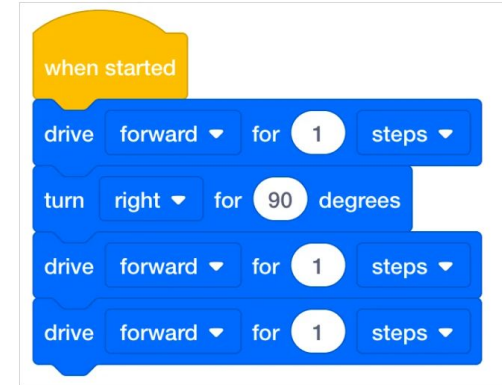 when started
drive forward for 1 steps
turn right for 90 degrees
drive forward for 1 steps
drive forward for 1 steps